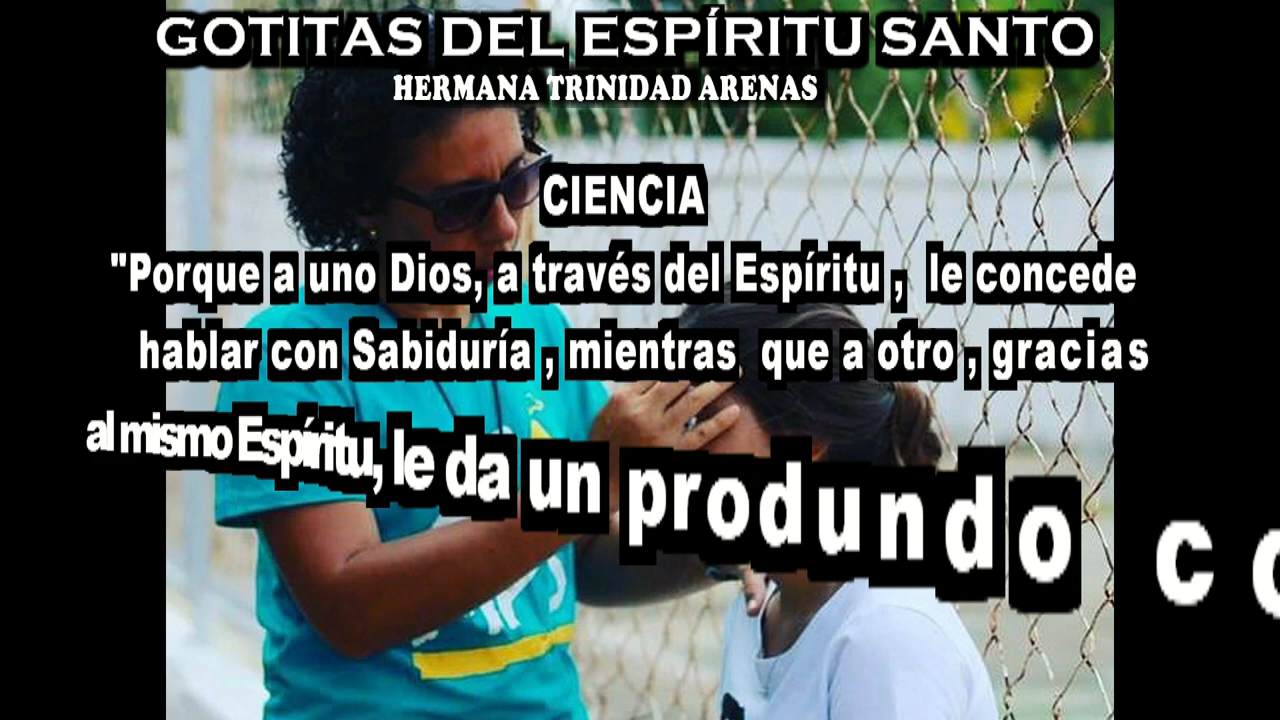 GOTITAS DEL ESPÍRITU SANTO
HERMANA TRINIDAD ARENAS
CIENCIA
"Porque a uno Dios, a través del Espíritu , le concede
hablar con Sabiduría , mientras que a otro , gracias
al mismo Espíritu, le da un produndo c